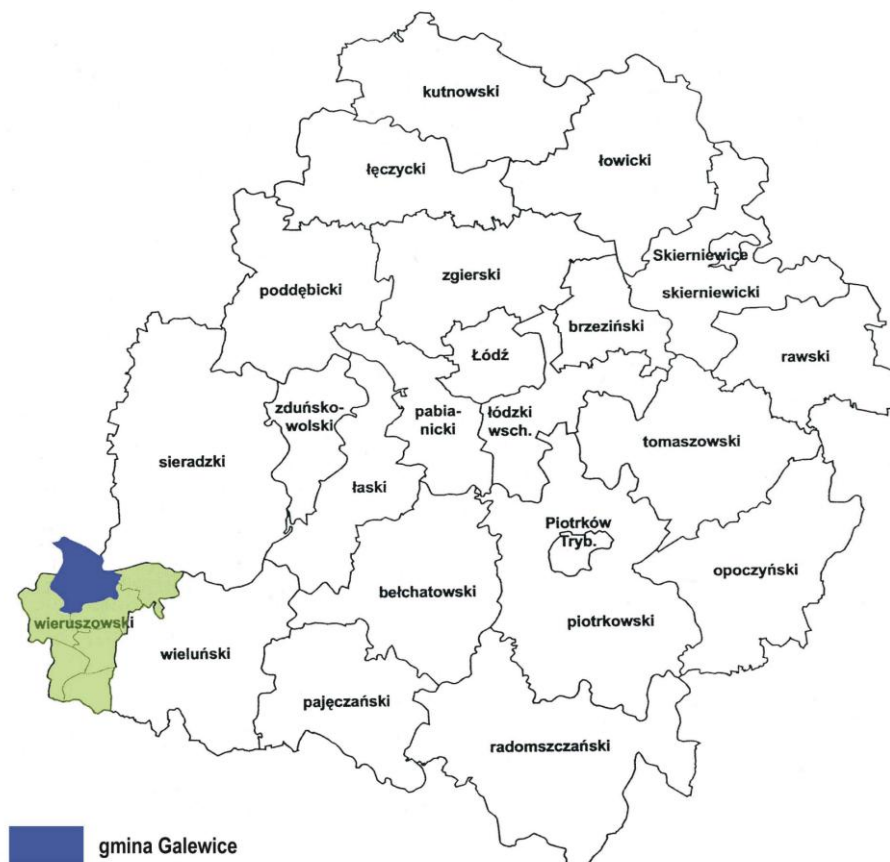 kutnowski
łęczycki
łowicki
Skierniewice
skierniewicki
poddębicki
zgierski
brzeziński
rawski
Łódź
zduńsko-
wolski
pabia-
nicki
łódzki
wsch.
tomaszowski
sieradzki
łaski
Piotrków
Tryb.
opoczyński
bełchatowski
piotrkowski
wieruszowski
wieluński
pajęczański
radomszczański
gmina Galewice